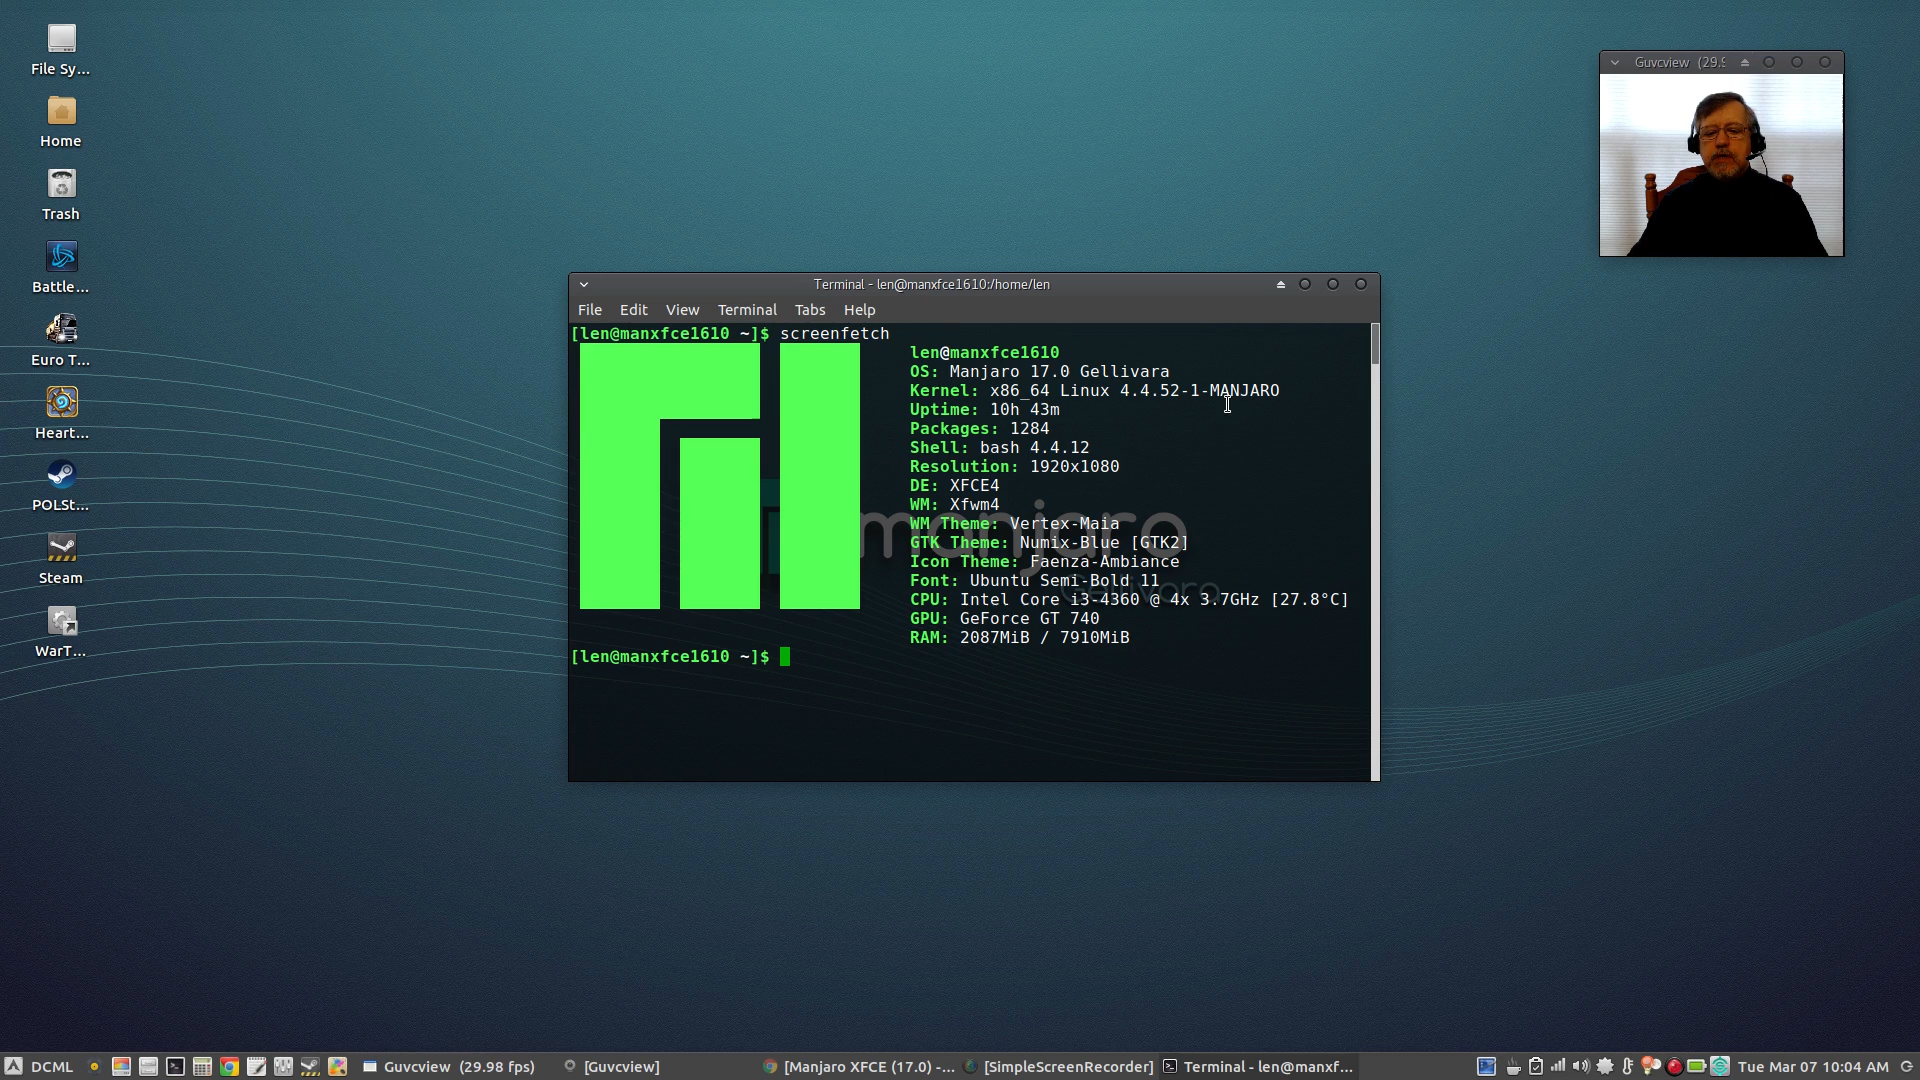 File Sy...
Home
Trash
Battle...
Euro T...
Heart...
POLSt...
Steam
WarT...
Guvcview (29.9
Terminal - len@manxfce1610:/home/len
File Edit View Terminal Tabs Help
[len@manxfce1610 ~]$ screenfetch
len@manxfce1610
OS: Manjaro 17.0 Gellivara
Kernel: x86_64 Linux 4.4.52-1-MANJARO
Uptime: 10h 43m
Packages: 1284
Shell: bash 4.4.12
Resolution: 1920x1080
DE: XFCE4
WM: Xfwm4
WM Theme: Vertex-Maia
GTK Theme: Numix-Blue [GTK2]
Icon Theme: Faenza-Ambiance
Font: Ubuntu Semi-Bold 11
CPU: Intel Core i3-4360 @ 4x 3.7GHz [27.8°C]
GPU: GeForce GT 740
RAM: 2087MiB / 7910MiB
[len@manxfce1610 ~]$
manjaro
DCML Guvcview (29.98 fps) [Guvcview] [Manjaro XFCE (17.0) -... [SimpleScreenRecorder] Terminal - len@manxf... Tue Mar 07 10:04 AM